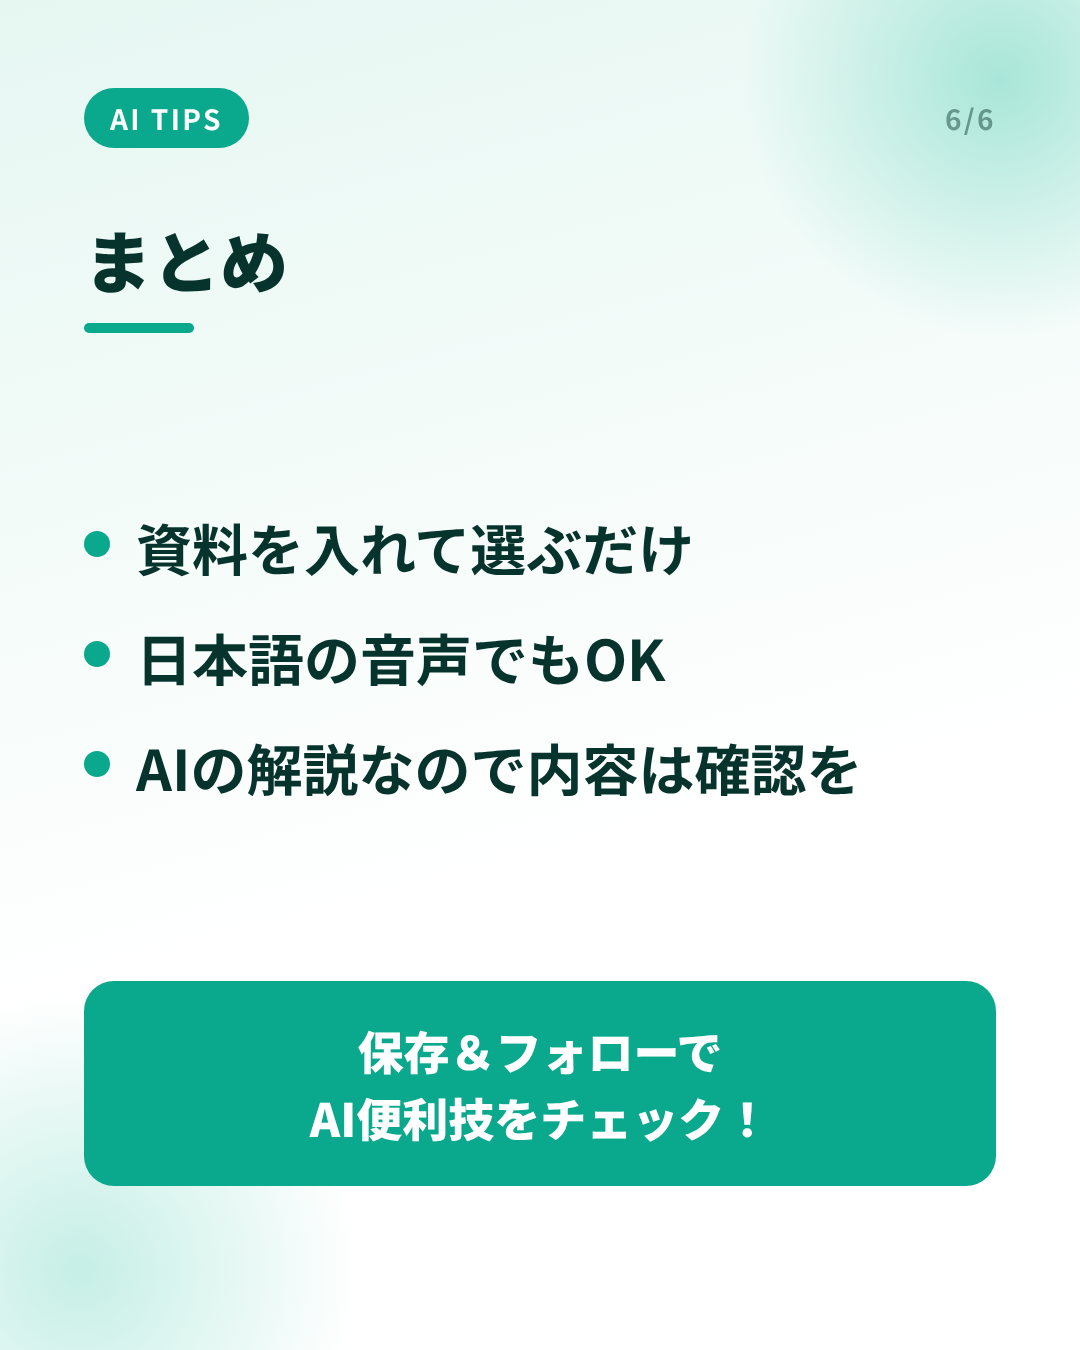 AI TIPS
6/6
まとめ
資料を入れて選ぶだけ
日本語の音声でもOK
AIの解説なので内容は確認を
保存＆フォローで
AI便利技をチェック！